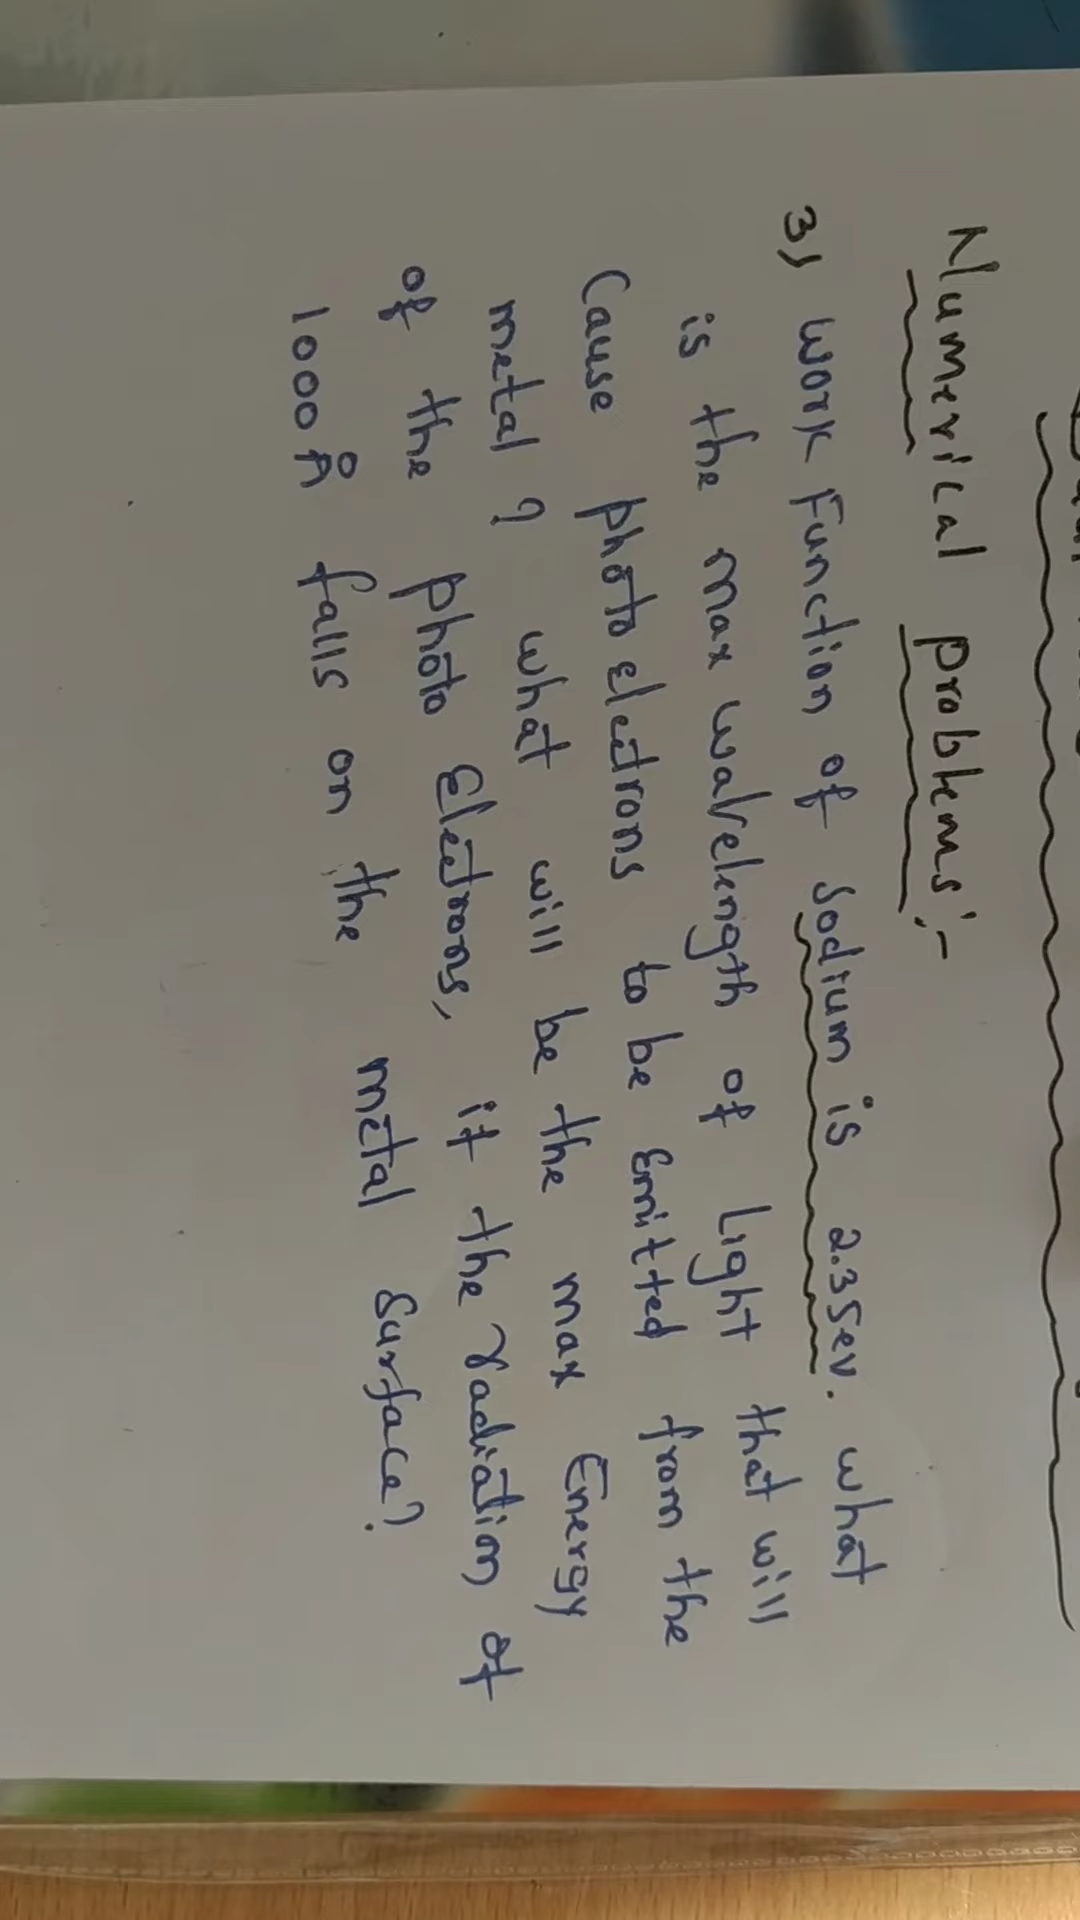 Numerical problems:-
3) Work Function of Sodium is 2.35ev. what
is the max wavelength of Light that will
Cause photo electrons to be Emitted from the
metal? what will be the max Energy
of the photo Electrons, if the radiation of
1000 Å falls on the metal surface?